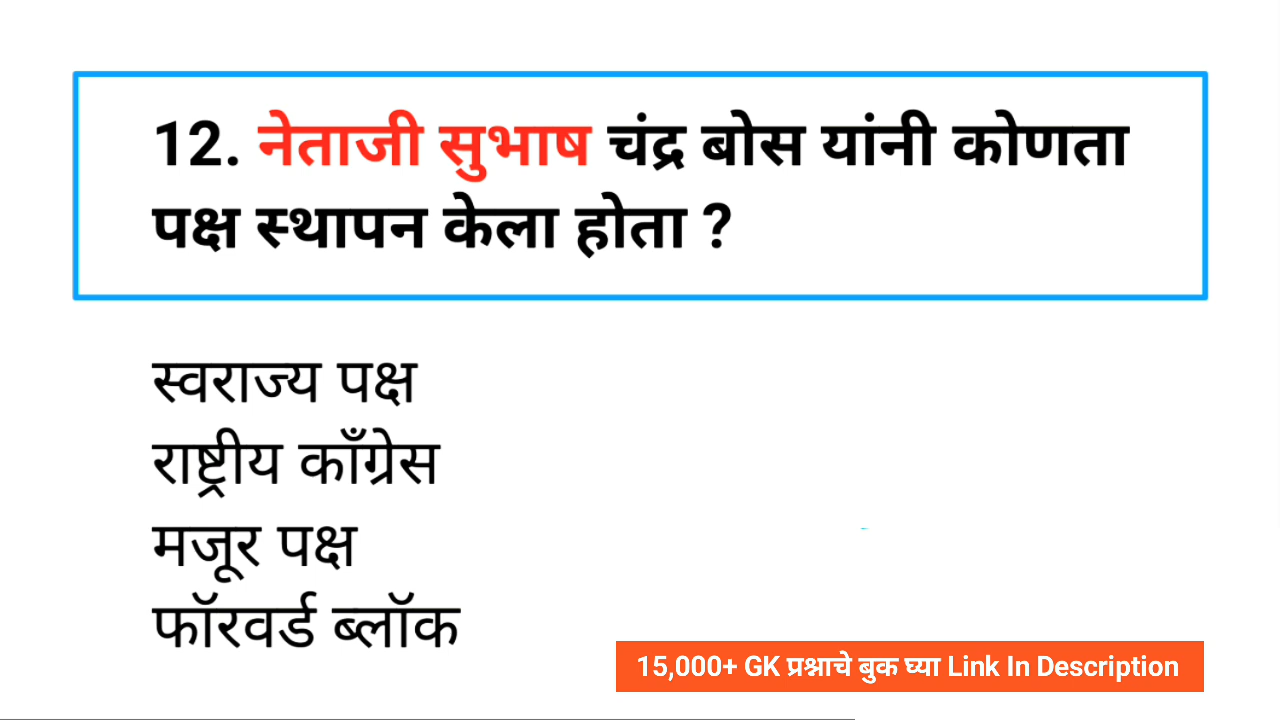 12. नेताजी सुभाष चंद्र बोस यांनी कोणता
पक्ष स्थापन केला होता ?
स्वराज्य पक्ष
राष्ट्रीय काँग्रेस
मजूर पक्ष
फॉरवर्ड ब्लॉक
15,000+ GK प्रश्नाचे बुक घ्या Link In Description